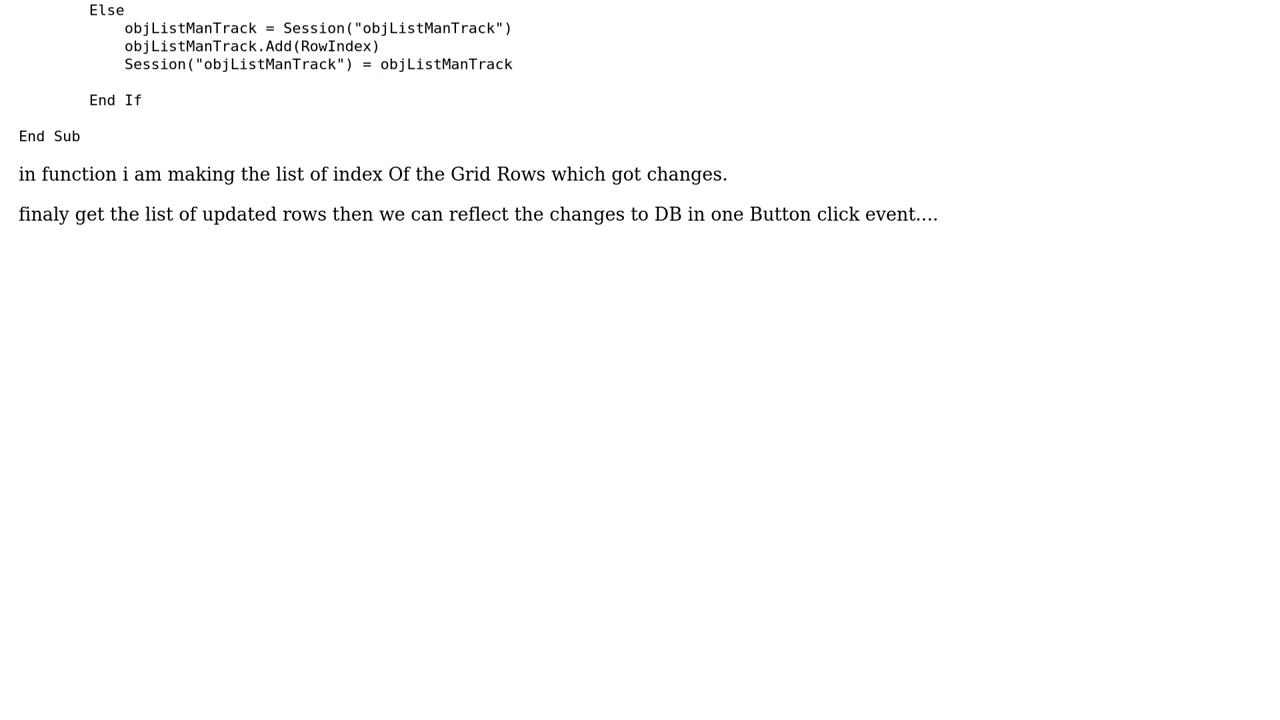 Else
objListManTrack = Session("objListManTrack")
objListManTrack.Add(RowIndex)
Session("objListManTrack") = objListManTrack
End If
End Sub
in function i am making the list of index Of the Grid Rows which got changes.
finaly get the list of updated rows then we can reflect the changes to DB in one Button click event....